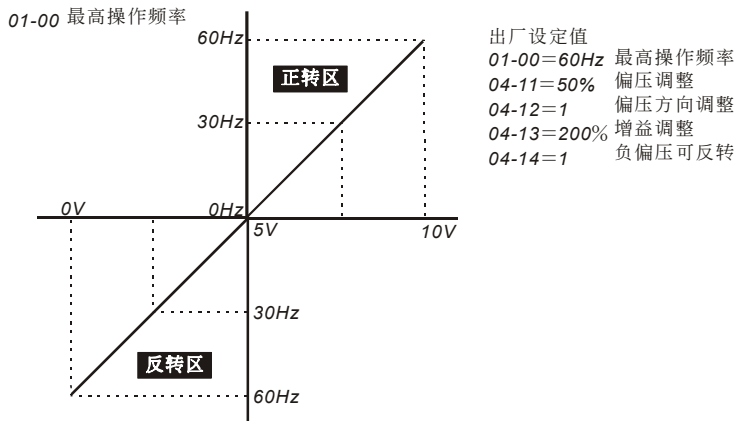 01-00 最高操作频率
60Hz
正转区
30Hz
0V
0Hz
5V
10V
30Hz
反转区
60Hz
出厂设定值
01-00=60Hz 最高操作频率
04-11=50% 偏压调整
04-12=1 偏压方向调整
04-13=200% 增益调整
04-14=1 负偏压可反转